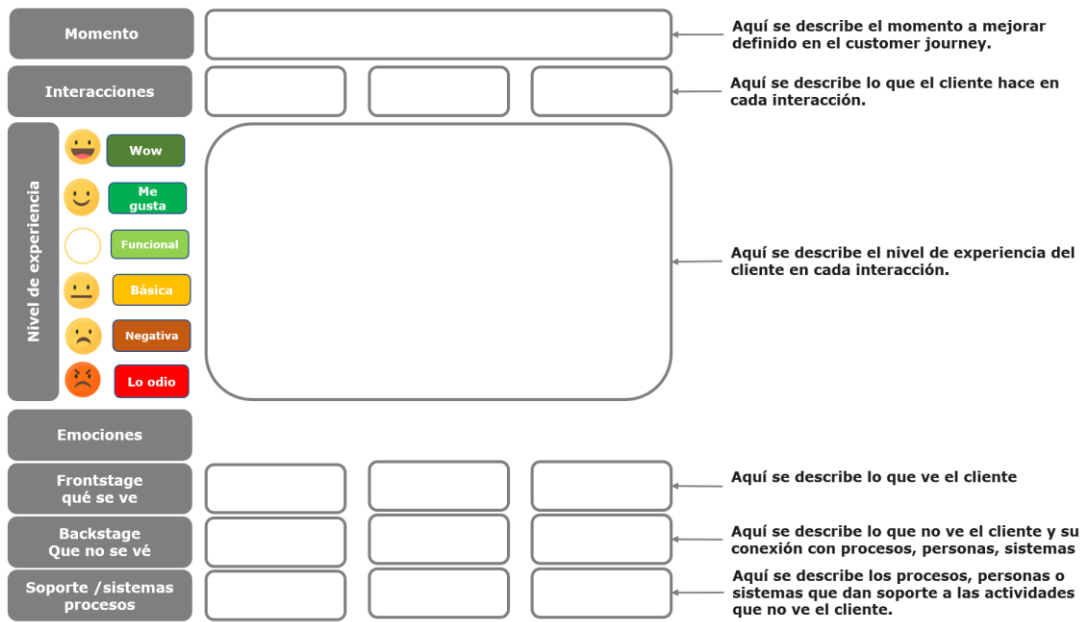 Momento
Aquí se describe el momento a mejorar
definido en el customer journey.
Interacciones
Aquí se describe lo que el cliente hace en
cada interacción.
Nivel de experiencia
Wow
Me
gusta
Funcional
Básica
Negativa
Lo odio
Aquí se describe el nivel de experiencia del
cliente en cada interacción.
Emociones
Frontstage
qué se ve
Aquí se describe lo que ve el cliente
Backstage
Que no se vé
Aquí se describe lo que no ve el cliente y su
conexión con procesos, personas, sistemas
Soporte /sistemas
procesos
Aquí se describe los procesos, personas o
sistemas que dan soporte a las actividades
que no ve el cliente.